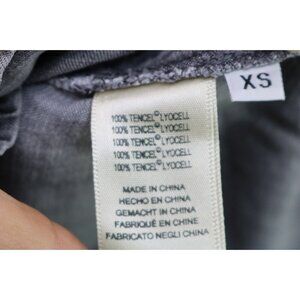 XS
100% TENCEL® LYOCELL
100% TENCEL® LYOCELL
100% TENCEL® LYOCELL
100% TENCEL® LYOCELL
100% TENCEL® LYOCELL
MADE IN CHINA
HECHO EN CHINA
GEMACHT IN CHINA
FABRIQUÉ EN CHINE
FABRICATO NEGLI CHINA